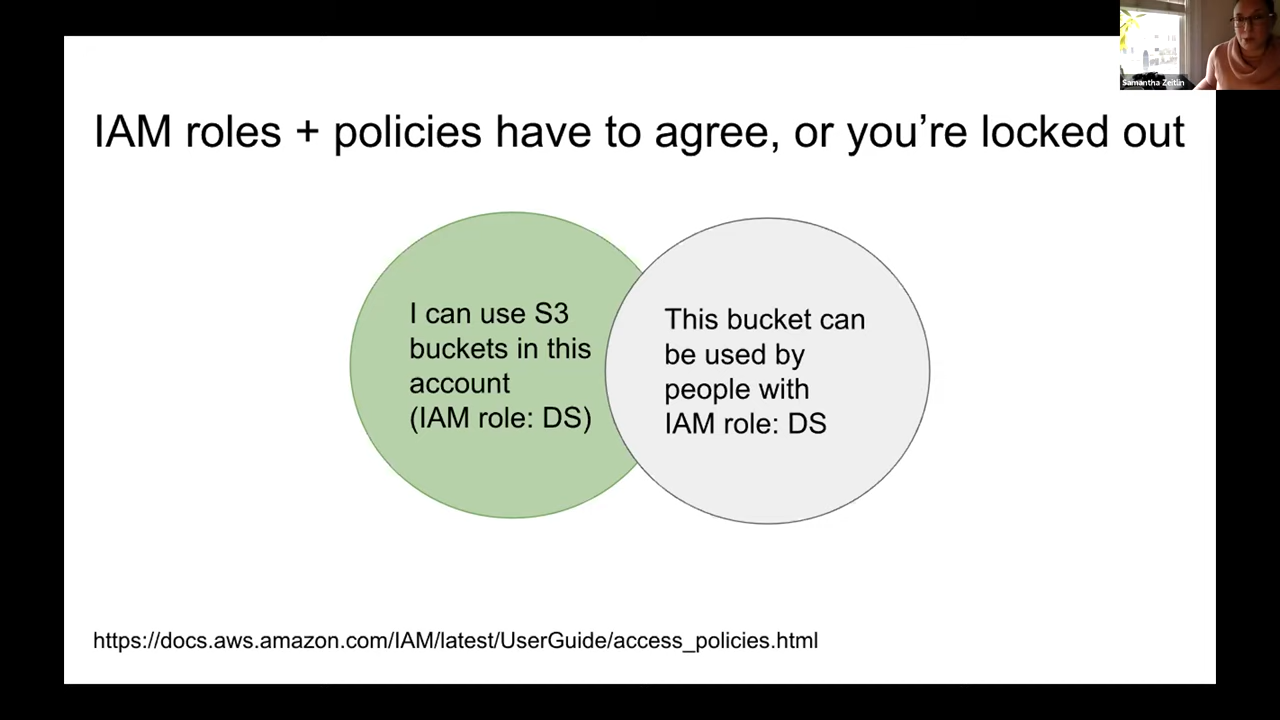 Samantha Zeitlin
IAM roles + policies have to agree, or you’re locked out
I can use S3
buckets in this
account
(IAM role: DS)
This bucket can
be used by
people with
IAM role: DS
https://docs.aws.amazon.com/IAM/latest/UserGuide/access_policies.html